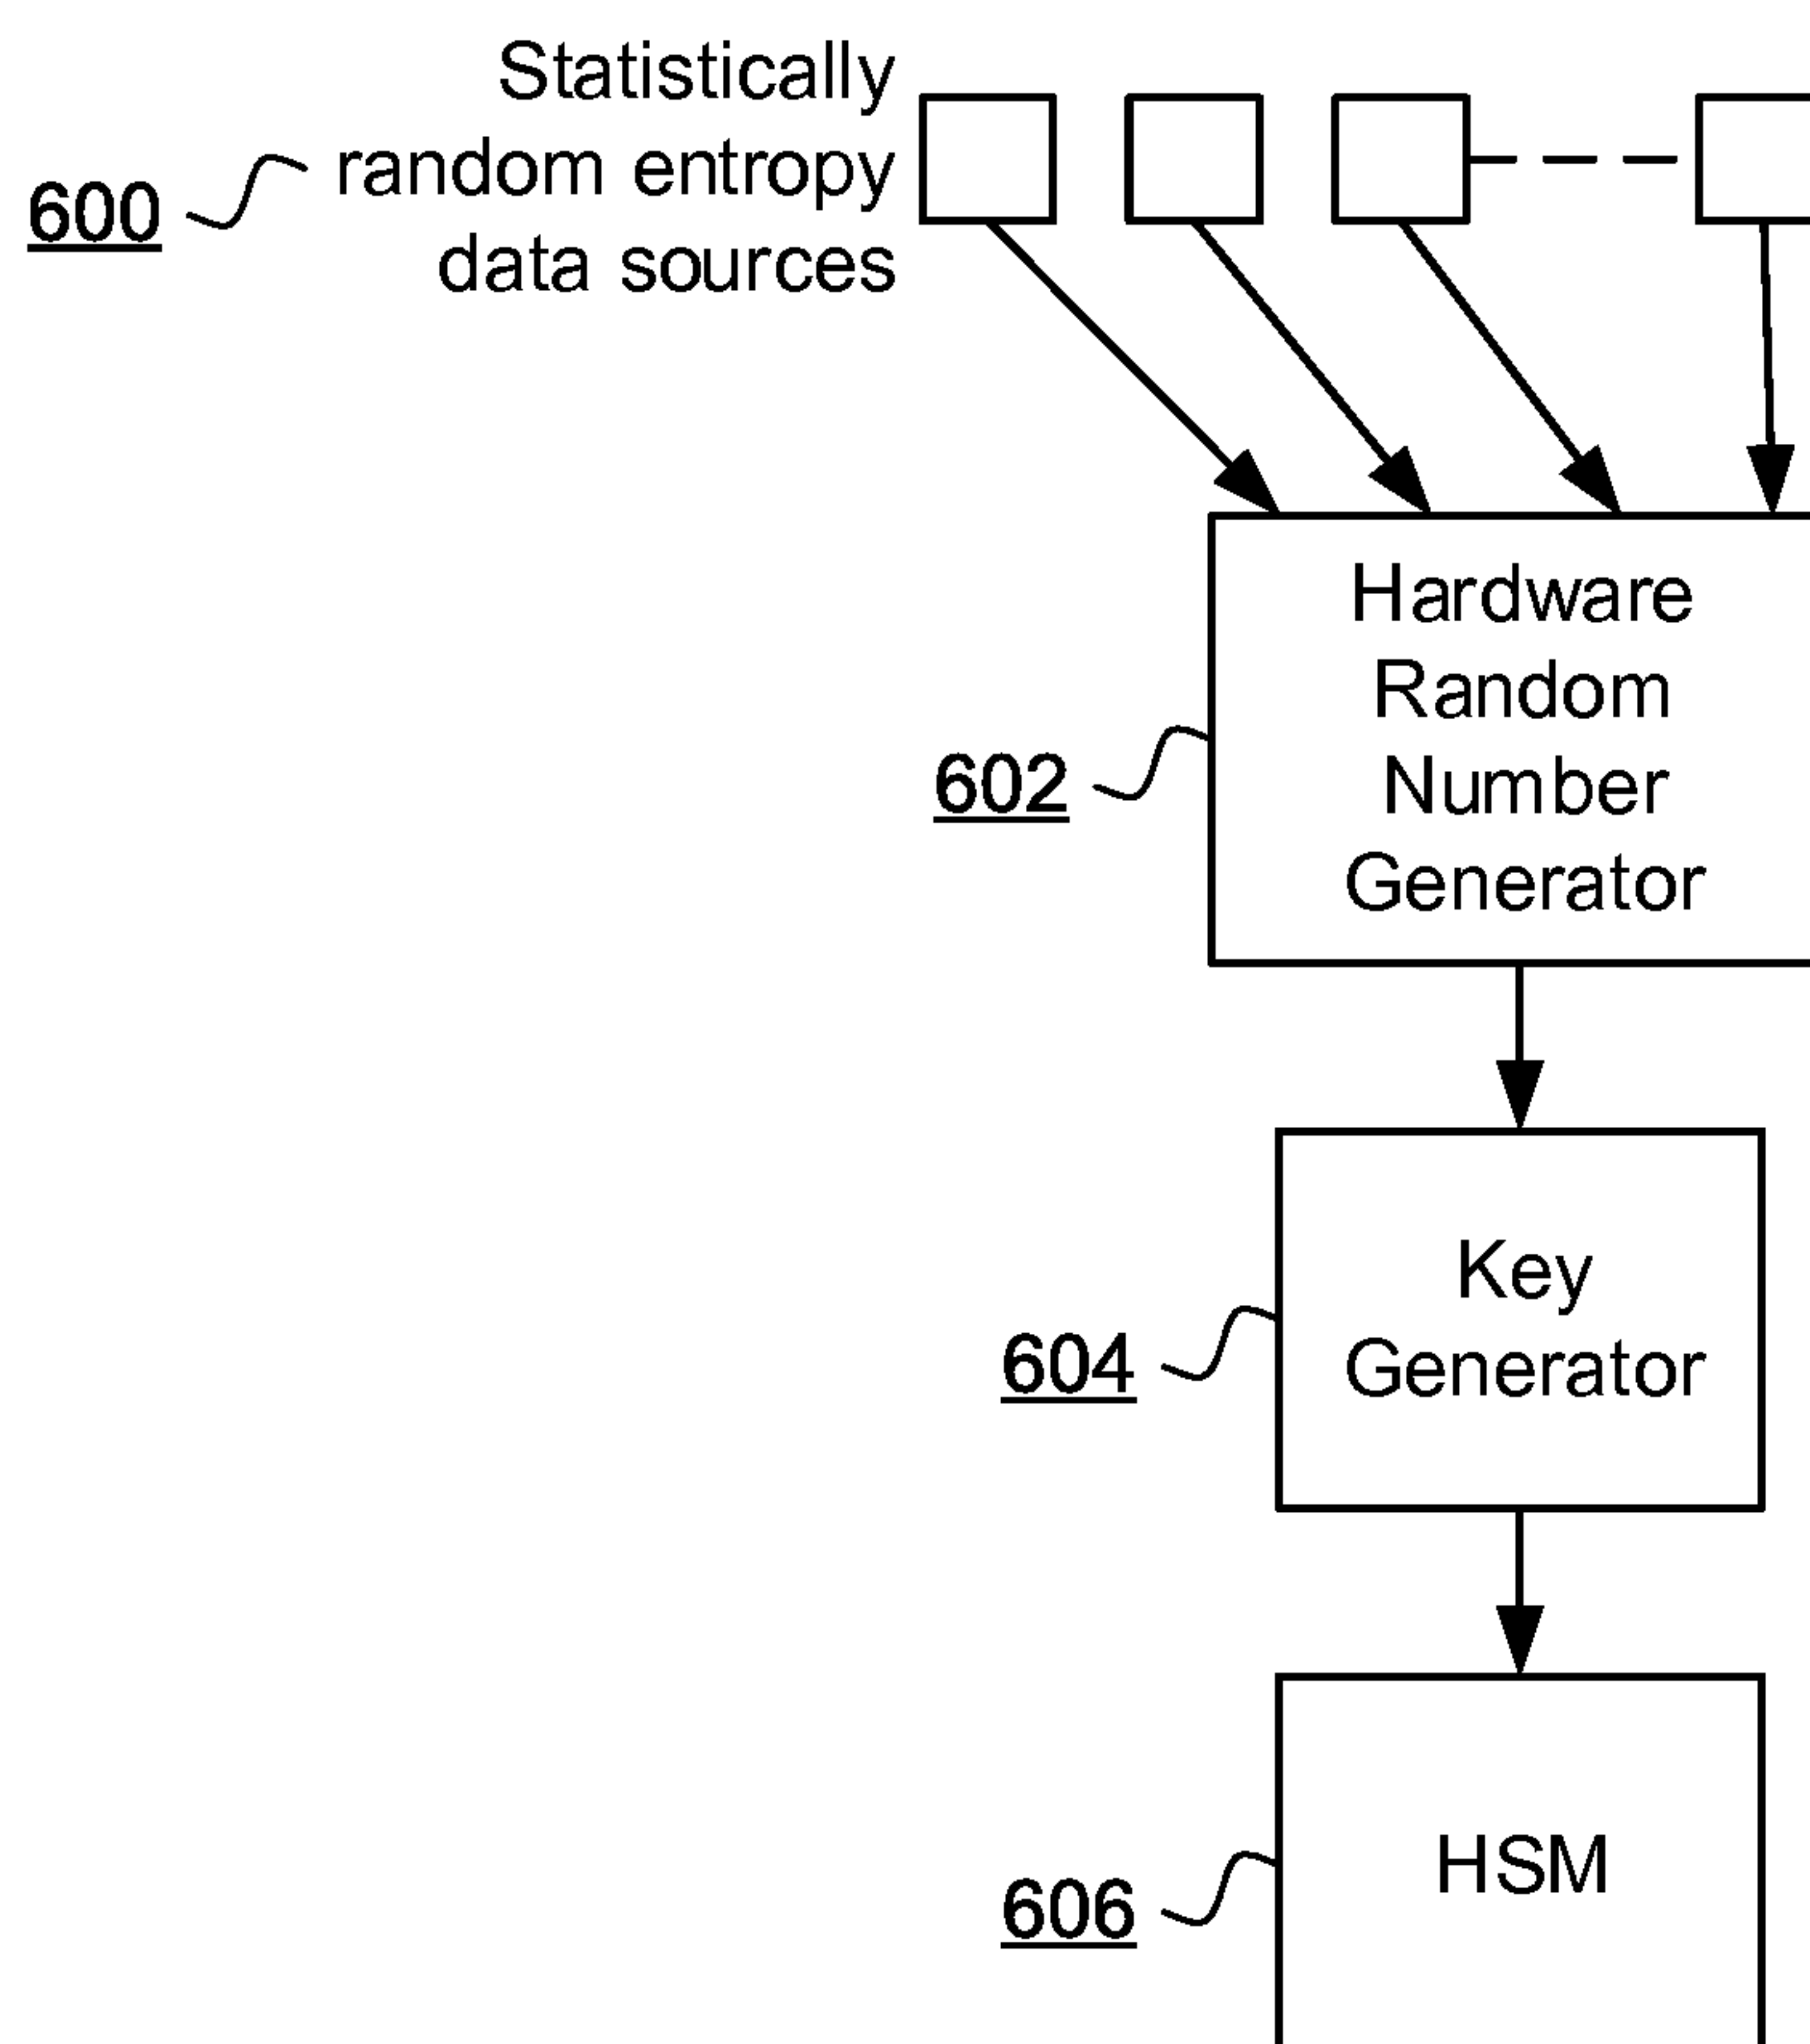 Statistically
random entropy
data sources
600
Hardware
Random
Number
Generator
602
Key
Generator
604
HSM
606